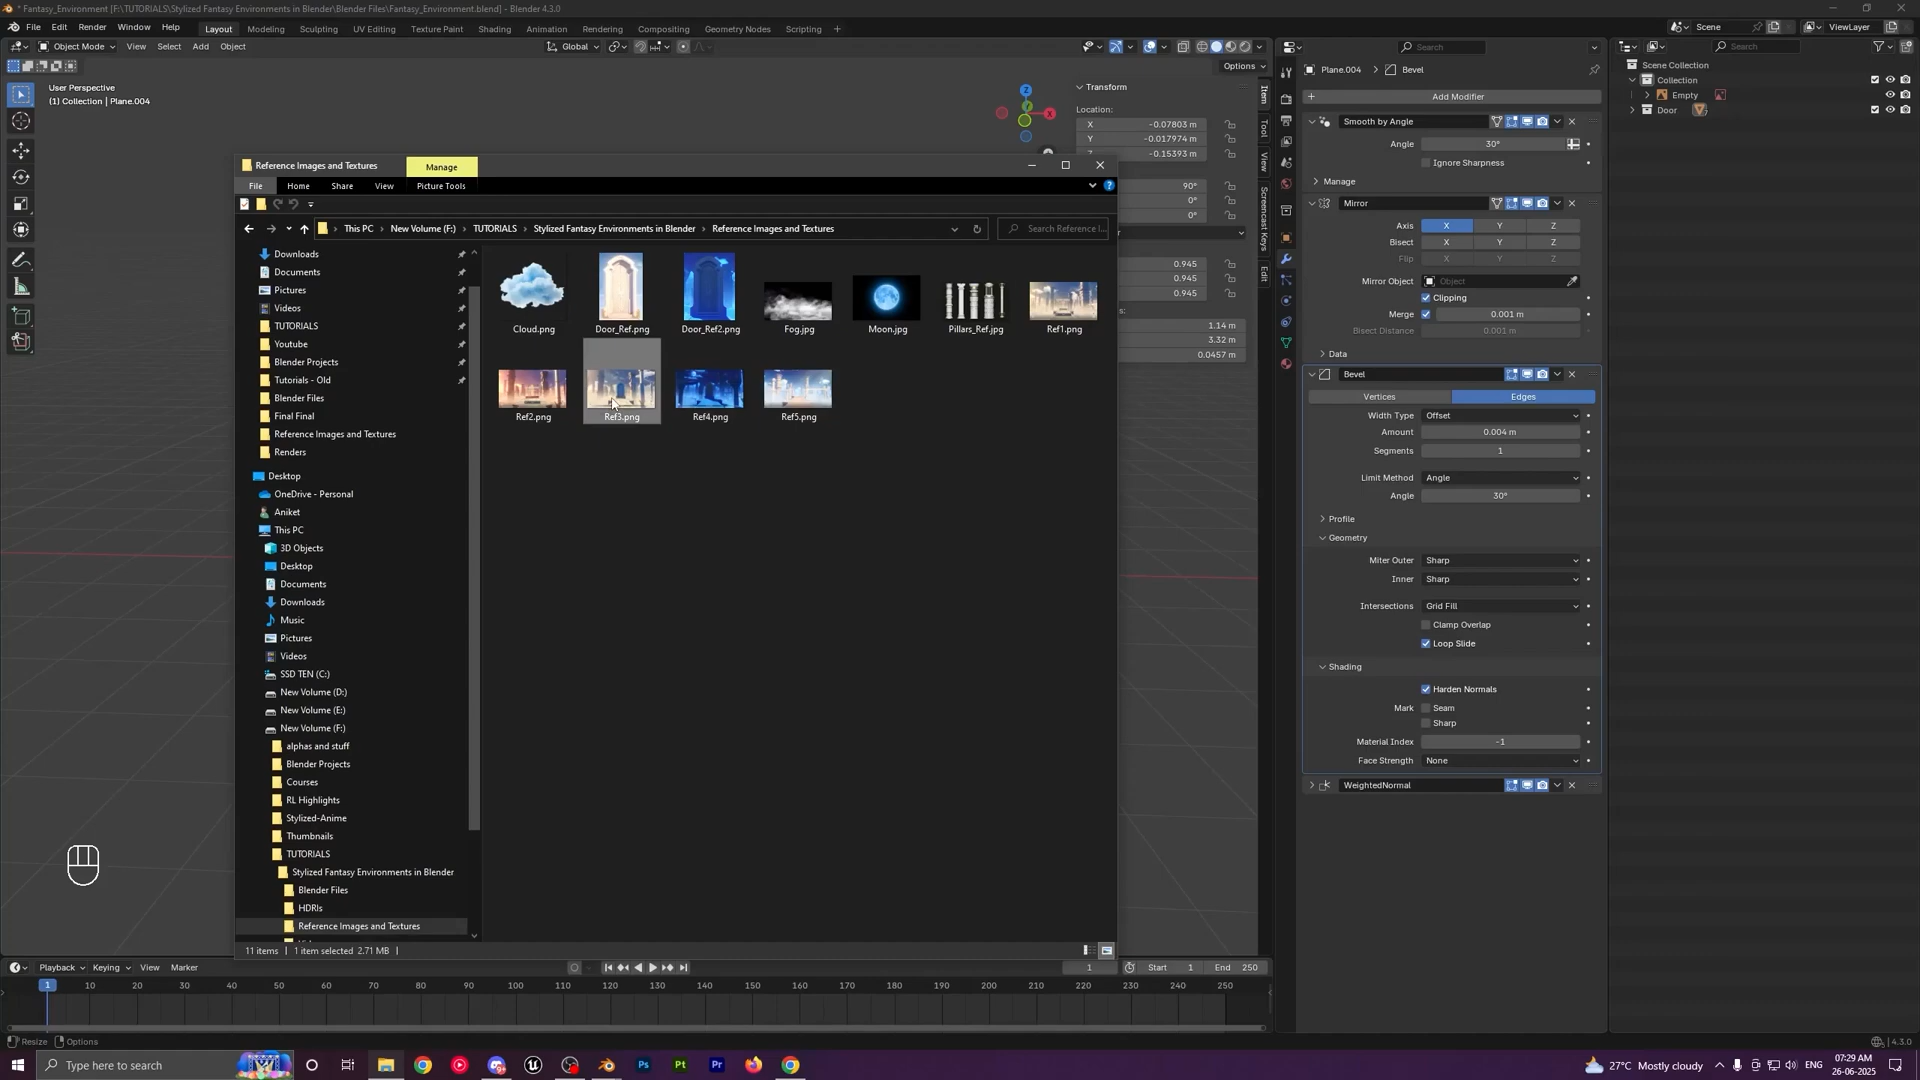 * Fantasy_Environment [F:\TUTORIALS\Stylized Fantasy Environments in Blender\Blender Files\Fantasy_Environment.blend] - Blender 4.3.0
File Edit Render Window Help Layout Modeling Sculpting UV Editing Texture Paint Shading Animation Rendering Compositing Geometry Nodes Scripting + Scene ViewLayer
Object Mode View Select Add Object Global Search Search
Options
User Perspective
(1) Collection | Plane.004
Transform
Location:
X -0.07803 m
Y -0.017974 m
Z -0.15393 m
90°
0°
0°
0.945
0.945
0.945
1.14 m
3.32 m
0.0457 m
Item
Tool
View
Screencast Keys
Edit
Reference Images and Textures Manage
File Home Share View Picture Tools
This PC > New Volume (F:) > TUTORIALS > Stylized Fantasy Environments in Blender > Reference Images and Textures Search Reference I...
Downloads
Documents
Pictures
Videos
TUTORIALS
Youtube
Blender Projects
Tutorials - Old
Blender Files
Final Final
Reference Images and Textures
Renders
Desktop
OneDrive - Personal
Aniket
This PC
3D Objects
Desktop
Documents
Downloads
Music
Pictures
Videos
SSD TEN (C:)
New Volume (D:)
New Volume (E:)
New Volume (F:)
alphas and stuff
Blender Projects
Courses
RL Highlights
Stylized-Anime
Thumbnails
TUTORIALS
Stylized Fantasy Environments in Blender
Blender Files
HDRIs
Reference Images and Textures
Cloud.png Door_Ref.png Door_Ref2.png Fog.jpg Moon.jpg Pillars_Ref.jpg Ref1.png
Ref2.png Ref3.png Ref4.png Ref5.png
11 items 1 item selected 2.71 MB
Plane.004 > Bevel
Add Modifier
Smooth by Angle
Angle 30°
Ignore Sharpness
Manage
Mirror
Axis X Y Z
Bisect X Y Z
Flip X Y Z
Mirror Object Object
Clipping
Merge 0.001 m
Bisect Distance 0.001 m
Data
Bevel
Vertices Edges
Width Type Offset
Amount 0.004 m
Segments 1
Limit Method Angle
Angle 30°
Profile
Geometry
Miter Outer Sharp
Inner Sharp
Intersections Grid Fill
Clamp Overlap
Loop Slide
Shading
Harden Normals
Mark Seam
Sharp
Material Index -1
Face Strength None
WeightedNormal
Scene Collection
Collection
Empty
Door
Playback Keying View Marker 1 Start 1 End 250
1 10 20 30 40 50 60 70 80 90 100 110 120 130 140 150 160 170 180 190 200 210 220 230 240 250
Resize Options 4.3.0
Type here to search Ps Pt Pr 27°C Mostly cloudy ENG 07:29 AM
26-06-2025